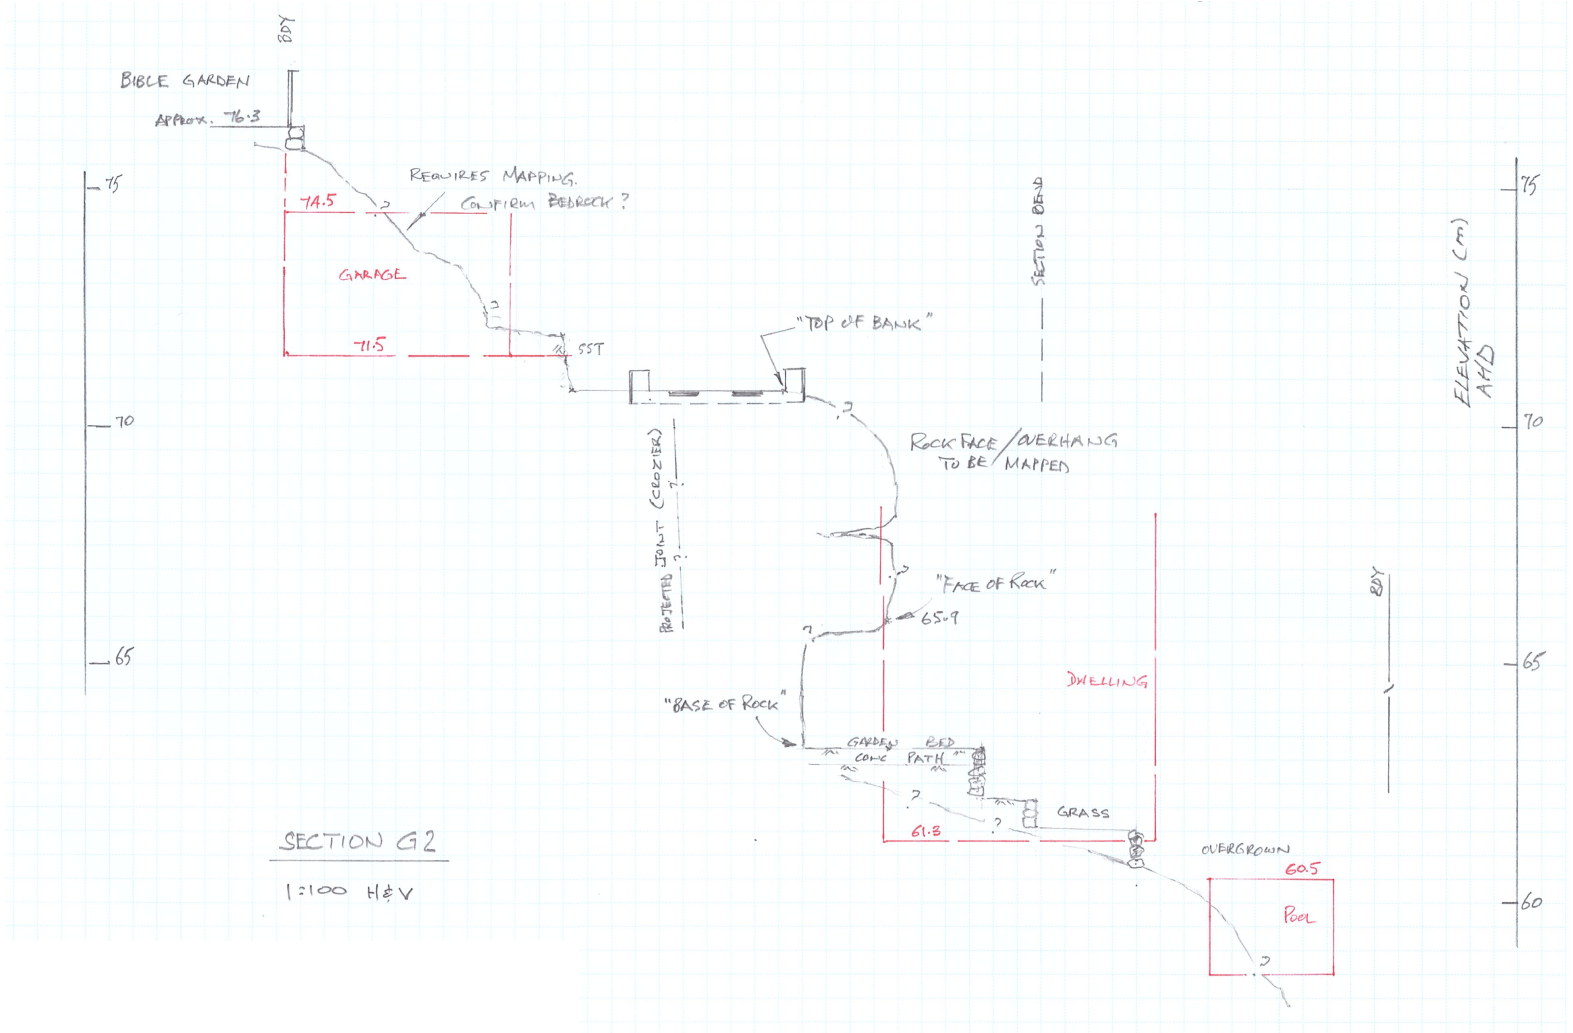 BDY
BIBLE GARDEN
APPROX. 76.3
REQUIRES MAPPING.
CONFIRM BEDROCK?
75
74.5
?
GARAGE
?
71.5
SST
"TOP OF BANK"
SECTION BEND
75
ELEVATION (m)
AHD
70
?
70
ROCK FACE/OVERHANG
TO BE/MAPPED
PROJECTED JOINT (CROZIER)
?
?
?
"FACE OF ROCK"
65.9
BDY
65
?
65
DWELLING
"BASE OF ROCK"
GARDEN BED
CONC PATH
?
?
GRASS
61.3
OVERGROWN
60.5
POOL
60
?
SECTION G2
1:100 H&V